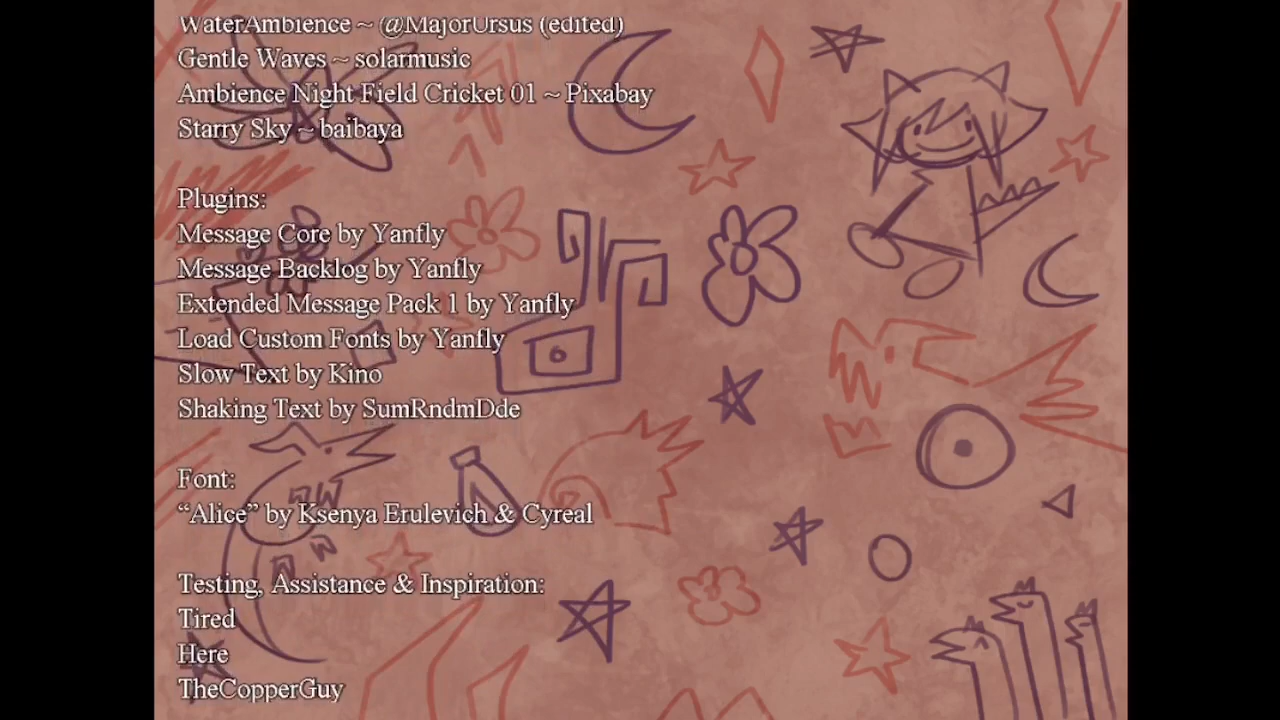 WaterAmbience ~ @MajorUrsus (edited)
Gentle Waves ~ solarmusic
Ambience Night Field Cricket 01 ~ Pixabay
Starry Sky ~ baibaya
Plugins:
Message Core by Yanfly
Message Backlog by Yanfly
Extended Message Pack 1 by Yanfly
Load Custom Fonts by Yanfly
Slow Text by Kino
Shaking Text by SumRndmDde
Font:
“Alice” by Ksenya Erulevich & Cyreal
Testing, Assistance & Inspiration:
Tired
Here
TheCopperGuy